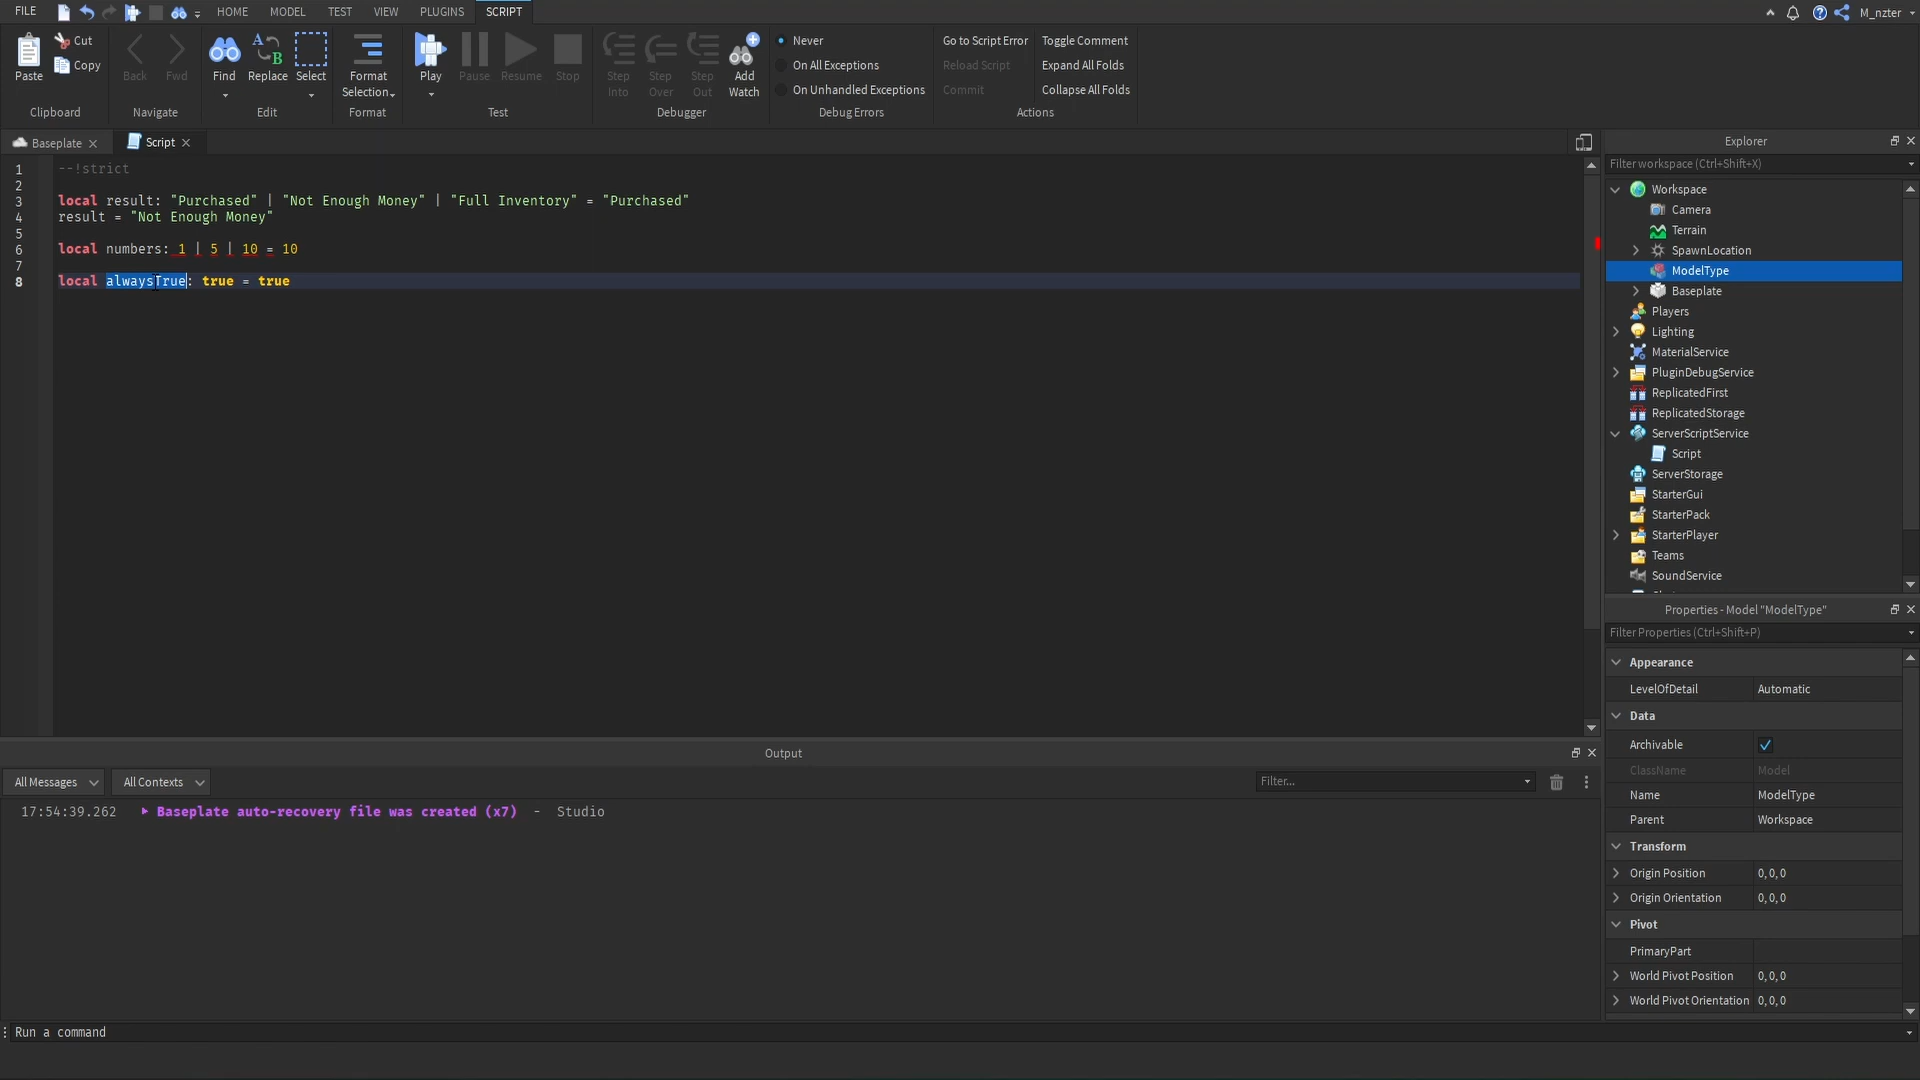 FILE HOME MODEL TEST VIEW PLUGINS SCRIPT M_nzter
Paste Cut Copy Clipboard
Back Fwd Navigate
Find Replace Select Edit
Format Selection Format
Play Pause Resume Stop Test
Step Into Step Over Step Out Add Watch Debugger
Never
On All Exceptions
On Unhandled Exceptions
Debug Errors
Go to Script Error Toggle Comment
Reload Script Expand All Folds
Commit Collapse All Folds
Actions
Baseplate Script
1 --!strict
2
3 local result: "Purchased" | "Not Enough Money" | "Full Inventory" = "Purchased"
4 result = "Not Enough Money"
5
6 local numbers: 1 | 5 | 10 = 10
7
8 local alwaysTrue: true = true
Explorer
Filter workspace (Ctrl+Shift+X)
Workspace
Camera
Terrain
SpawnLocation
ModelType
Baseplate
Players
Lighting
MaterialService
PluginDebugService
ReplicatedFirst
ReplicatedStorage
ServerScriptService
Script
ServerStorage
StarterGui
StarterPack
StarterPlayer
Teams
SoundService
Properties - Model "ModelType"
Filter Properties (Ctrl+Shift+P)
Appearance
LevelOfDetail Automatic
Data
Archivable
ClassName Model
Name ModelType
Parent Workspace
Transform
Origin Position 0, 0, 0
Origin Orientation 0, 0, 0
Pivot
PrimaryPart
World Pivot Position 0, 0, 0
World Pivot Orientation 0, 0, 0
Output
All Messages All Contexts Filter...
17:54:39.262 Baseplate auto-recovery file was created (x7) - Studio
Run a command